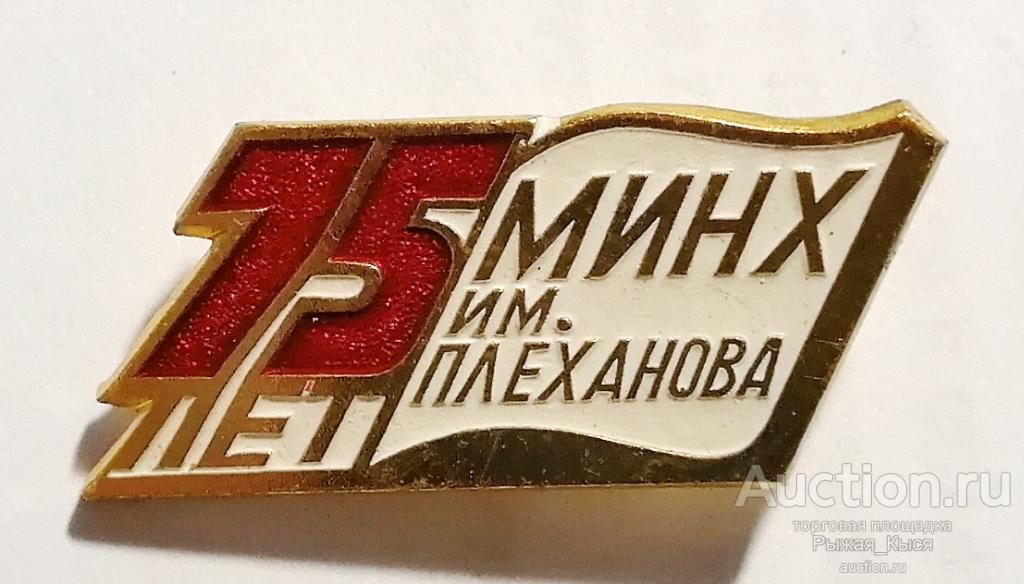 75
ЛЕТ
МИНХ
ИМ.
ПЛЕХАНОВА
Auction.ru
торговая площадка
Рыжая_Кыся
auction.ru